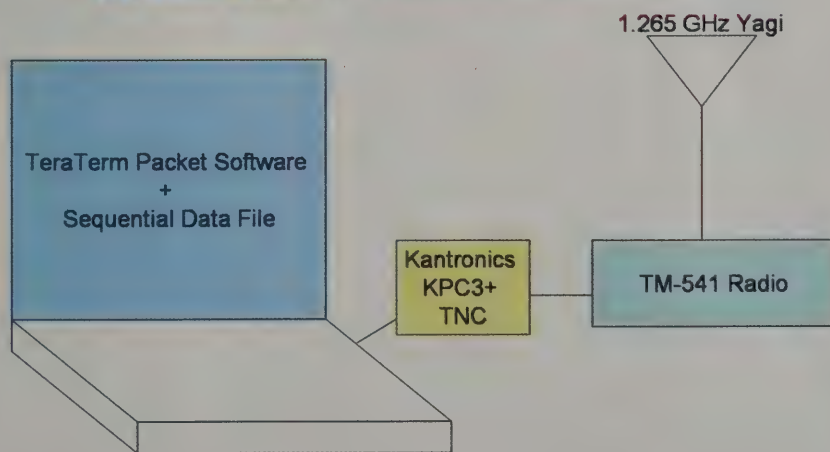 1.265 GHz Yagi
TeraTerm Packet Software
+
Sequential Data File
Kantronics
KPC3+
TNC
TM-541 Radio